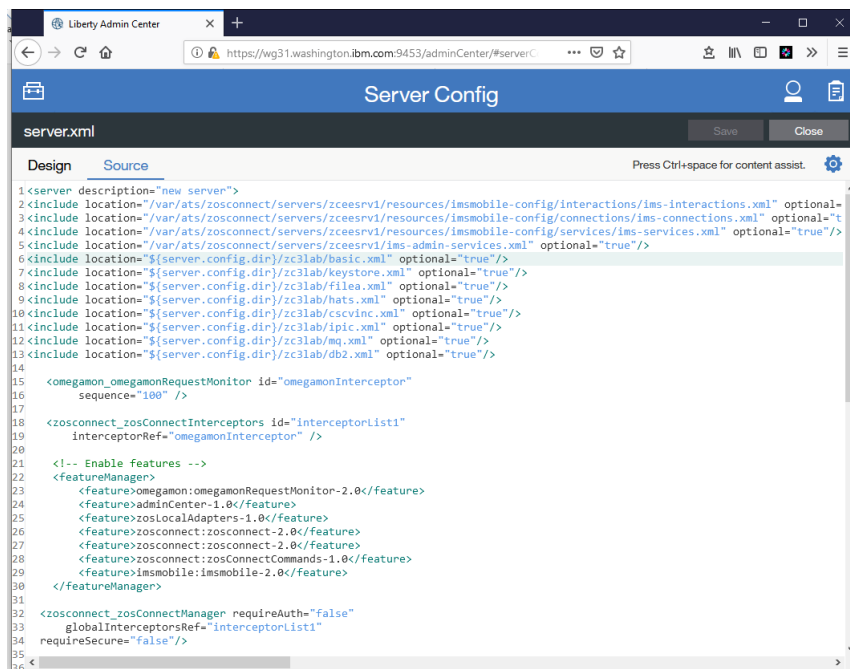 Liberty Admin Center
https://wg31.washington.ibm.com:9453/adminCenter/#serverC
Server Config
server.xml
Save
Close
Design
Source
Press Ctrl+space for content assist.
1 <server description="new server">
2 <include location="/var/ats/zosconnect/servers/zceesrv1/resources/imsmobile-config/interactions/ims-interactions.xml" optional=
3 <include location="/var/ats/zosconnect/servers/zceesrv1/resources/imsmobile-config/connections/ims-connections.xml" optional="t
4 <include location="/var/ats/zosconnect/servers/zceesrv1/resources/imsmobile-config/services/ims-services.xml" optional="true"/>
5 <include location="/var/ats/zosconnect/servers/zceesrv1/ims-admin-services.xml" optional="true"/>
6 <include location="${server.config.dir}/zc3lab/basic.xml" optional="true"/>
7 <include location="${server.config.dir}/zc3lab/keystore.xml" optional="true"/>
8 <include location="${server.config.dir}/zc3lab/filea.xml" optional="true"/>
9 <include location="${server.config.dir}/zc3lab/hats.xml" optional="true"/>
10 <include location="${server.config.dir}/zc3lab/cscvinc.xml" optional="true"/>
11 <include location="${server.config.dir}/zc3lab/ipic.xml" optional="true"/>
12 <include location="${server.config.dir}/zc3lab/mq.xml" optional="true"/>
13 <include location="${server.config.dir}/zc3lab/db2.xml" optional="true"/>
14
15 <omegamon_omegamonRequestMonitor id="omegamonInterceptor"
16 sequence="100" />
17
18 <zosconnect_zosConnectInterceptors id="interceptorList1"
19 interceptorRef="omegamonInterceptor" />
20
21 <!-- Enable features -->
22 <featureManager>
23 <feature>omegamon:omegamonRequestMonitor-2.0</feature>
24 <feature>adminCenter-1.0</feature>
25 <feature>zosLocalAdapters-1.0</feature>
26 <feature>zosconnect:zosconnect-2.0</feature>
27 <feature>zosconnect:zosconnect-2.0</feature>
28 <feature>zosconnect:zosConnectCommands-1.0</feature>
29 <feature>imsmobile:imsmobile-2.0</feature>
30 </featureManager>
31
32 <zosconnect_zosConnectManager requireAuth="false"
33 globalInterceptorsRef="interceptorList1"
34 requireSecure="false"/>
35
36